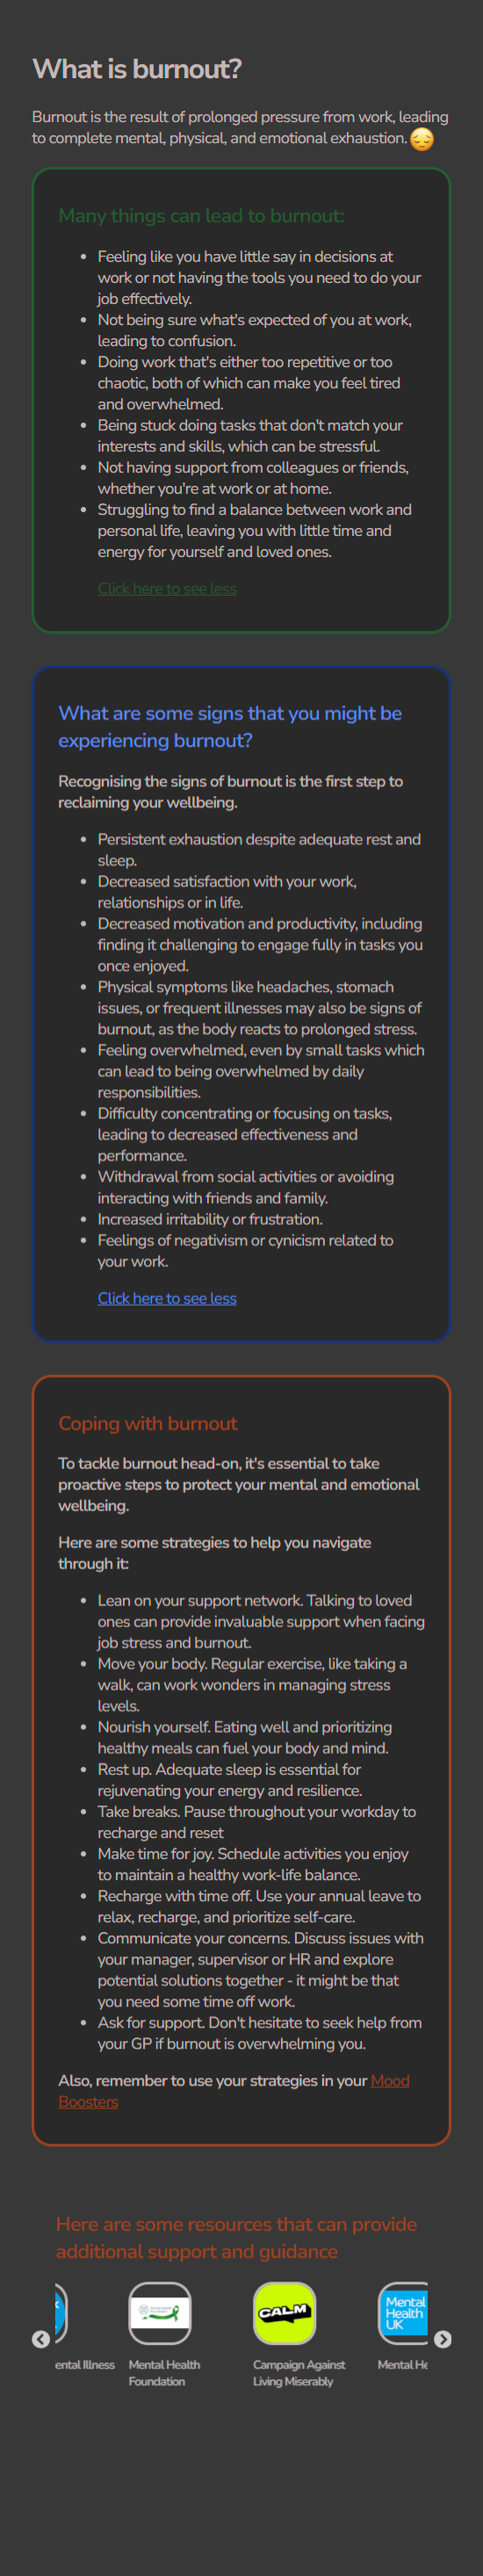 What is burnout?
Burnout is the result of prolonged pressure from work, leading
to complete mental, physical, and emotional exhaustion. 😔
Many things can lead to burnout:
• Feeling like you have little say in decisions at
work or not having the tools you need to do your
job effectively.
• Not being sure what's expected of you at work,
leading to confusion.
• Doing work that's either too repetitive or too
chaotic, both of which can make you feel tired
and overwhelmed.
• Being stuck doing tasks that don't match your
interests and skills, which can be stressful.
• Not having support from colleagues or friends,
whether you're at work or at home.
• Struggling to find a balance between work and
personal life, leaving you with little time and
energy for yourself and loved ones.
Click here to see less
What are some signs that you might be
experiencing burnout?
Recognising the signs of burnout is the first step to
reclaiming your wellbeing.
• Persistent exhaustion despite adequate rest and
sleep.
• Decreased satisfaction with your work,
relationships or in life.
• Decreased motivation and productivity, including
finding it challenging to engage fully in tasks you
once enjoyed.
• Physical symptoms like headaches, stomach
issues, or frequent illnesses may also be signs of
burnout, as the body reacts to prolonged stress.
• Feeling overwhelmed, even by small tasks which
can lead to being overwhelmed by daily
responsibilities.
• Difficulty concentrating or focusing on tasks,
leading to decreased effectiveness and
performance.
• Withdrawal from social activities or avoiding
interacting with friends and family.
• Increased irritability or frustration.
• Feelings of negativism or cynicism related to
your work.
Click here to see less
Coping with burnout
To tackle burnout head-on, it's essential to take
proactive steps to protect your mental and emotional
wellbeing.
Here are some strategies to help you navigate
through it:
• Lean on your support network. Talking to loved
ones can provide invaluable support when facing
job stress and burnout.
• Move your body. Regular exercise, like taking a
walk, can work wonders in managing stress
levels.
• Nourish yourself. Eating well and prioritizing
healthy meals can fuel your body and mind.
• Rest up. Adequate sleep is essential for
rejuvenating your energy and resilience.
• Take breaks. Pause throughout your workday to
recharge and reset
• Make time for joy. Schedule activities you enjoy
to maintain a healthy work-life balance.
• Recharge with time off. Use your annual leave to
relax, recharge, and prioritize self-care.
• Communicate your concerns. Discuss issues with
your manager, supervisor or HR and explore
potential solutions together - it might be that
you need some time off work.
• Ask for support. Don't hesitate to seek help from
your GP if burnout is overwhelming you.
Also, remember to use your strategies in your Mood
Boosters
Here are some resources that can provide
additional support and guidance
CALM
Mental
Health
UK
ental Illness
Mental Health
Foundation
Campaign Against
Living Miserably
Mental He